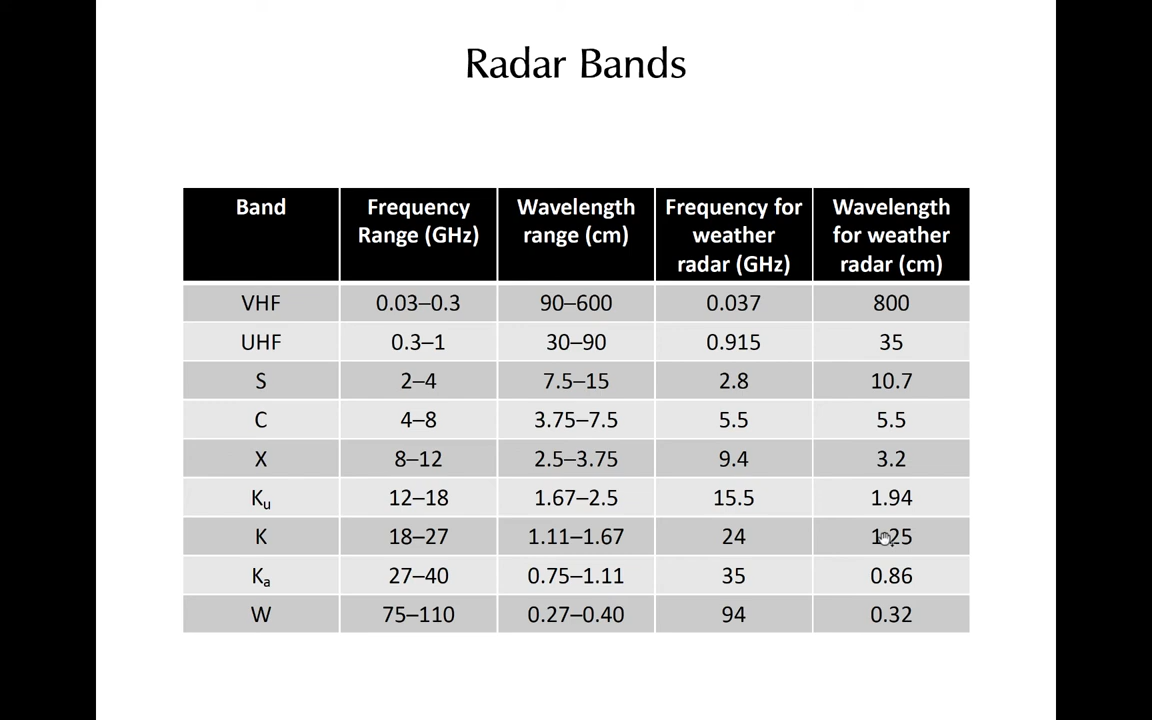 Radar Bands
Band Frequency Range (GHz) Wavelength range (cm) Frequency for weather radar (GHz) Wavelength for weather radar (cm)
VHF 0.03–0.3 90–600 0.037 800
UHF 0.3–1 30–90 0.915 35
S 2–4 7.5–15 2.8 10.7
C 4–8 3.75–7.5 5.5 5.5
X 8–12 2.5–3.75 9.4 3.2
Ku 12–18 1.67–2.5 15.5 1.94
K 18–27 1.11–1.67 24 1.25
Ka 27–40 0.75–1.11 35 0.86
W 75–110 0.27–0.40 94 0.32